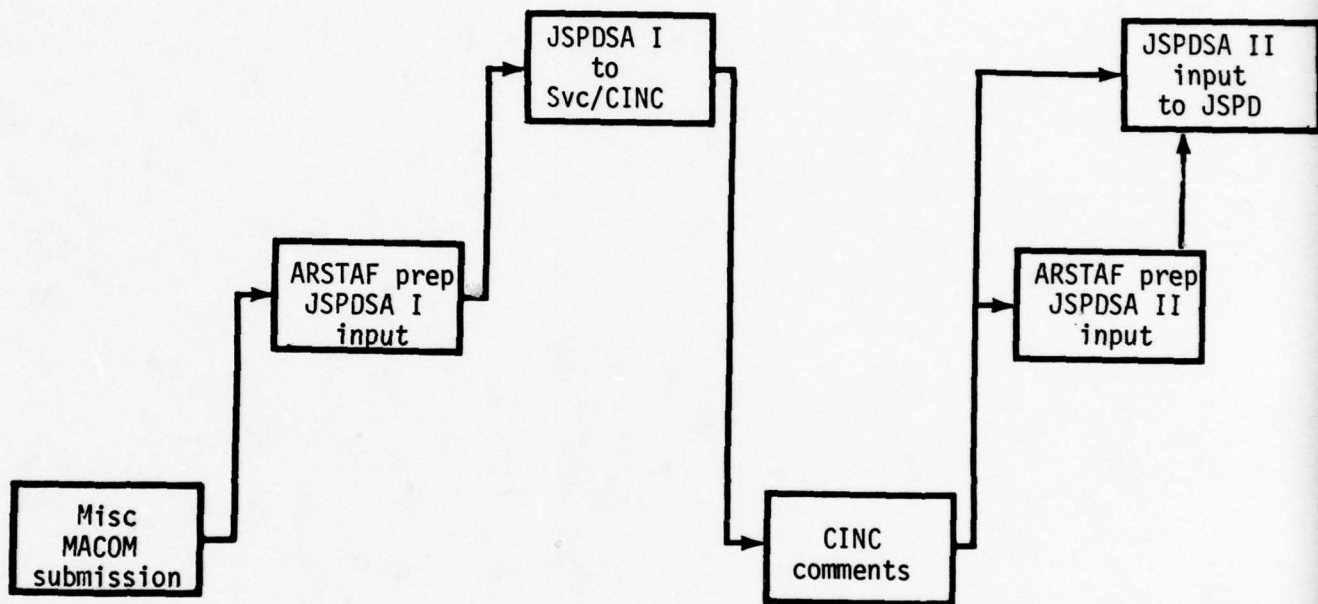 Misc
MACOM
submission
ARSTAF prep
JSPDSA I
input
JSPDSA I
to
Svc/CINC
CINC
comments
ARSTAF prep
JSPDSA II
input
JSPDSA II
input
to JSPD